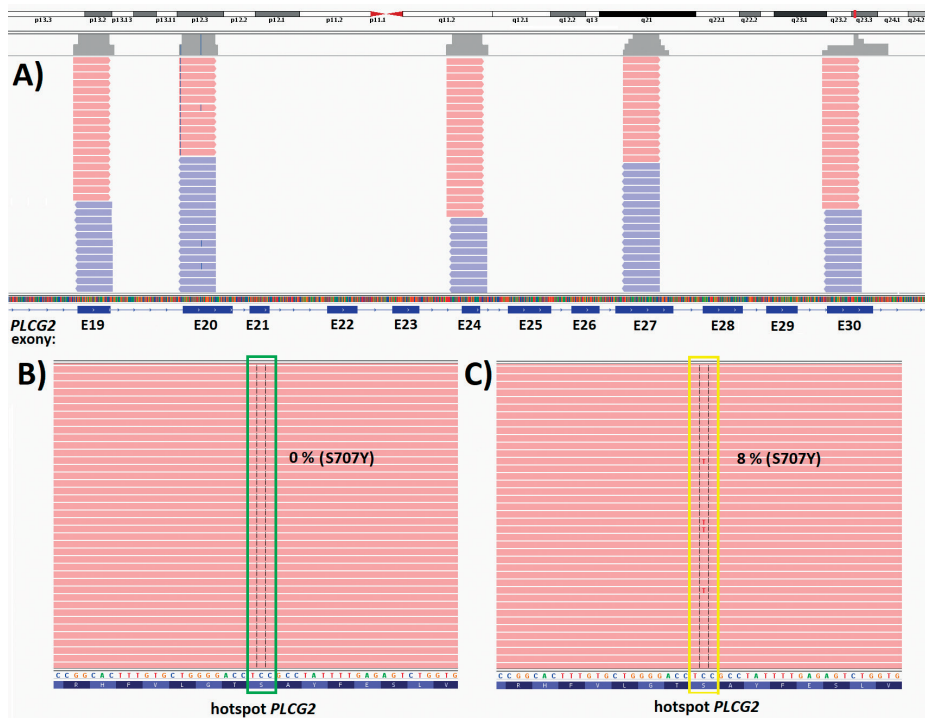 p13.3 p13.2 p13.13 p13.11 p12.3 p12.2 p12.1 p11.2 p11.1 q11.2 q12.1 q12.2 q13 q21 q22.1 q22.2 q23.1 q23.2 q23.3 q24.1 q24.2
A)
PLCG2 exony:
E19 E20 E21 E22 E23 E24 E25 E26 E27 E28 E29 E30
B)
0 % (S707Y)
C C G G C A C T T T G T G C T G G G G A C C T C C G C C T A T T T T G A G A G T C T G G T G
R H F V L G T S A Y F E S L V
hotspot PLCG2
C)
8 % (S707Y)
T
T
T
T
C C G G C A C T T T G T G C T G G G G A C C T C C G C C T A T T T T G A G A G T C T G G T G
R H F V L G T S A Y F E S L V
hotspot PLCG2